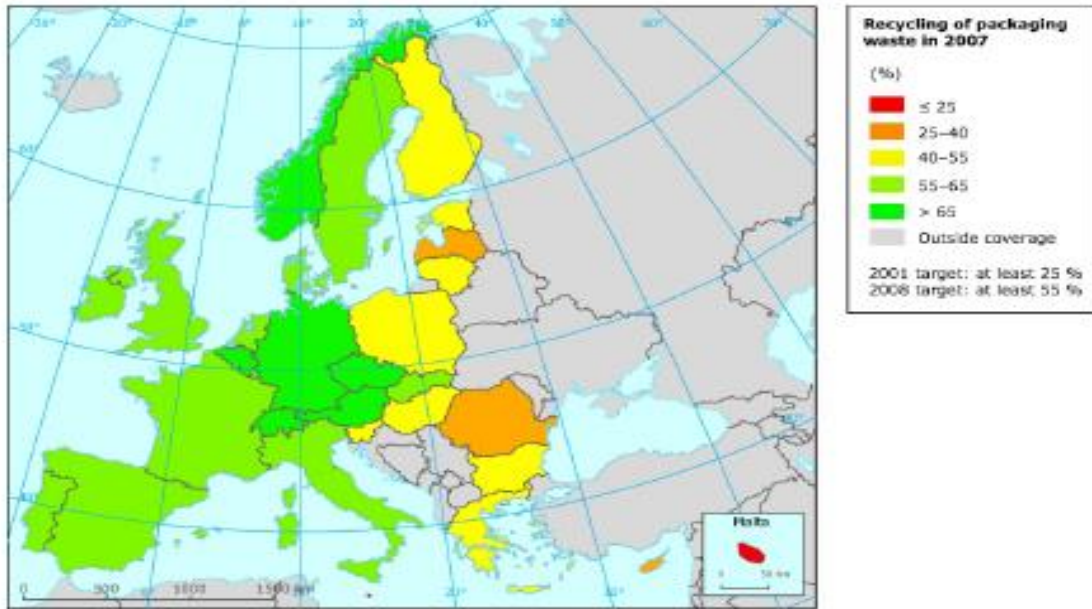 Recycling of packaging
waste in 2007
(%)
≤ 25
25–40
40–55
55–65
> 65
Outside coverage
2001 target: at least 25 %
2008 target: at least 55 %
Malta
0 500 1000 1500
0